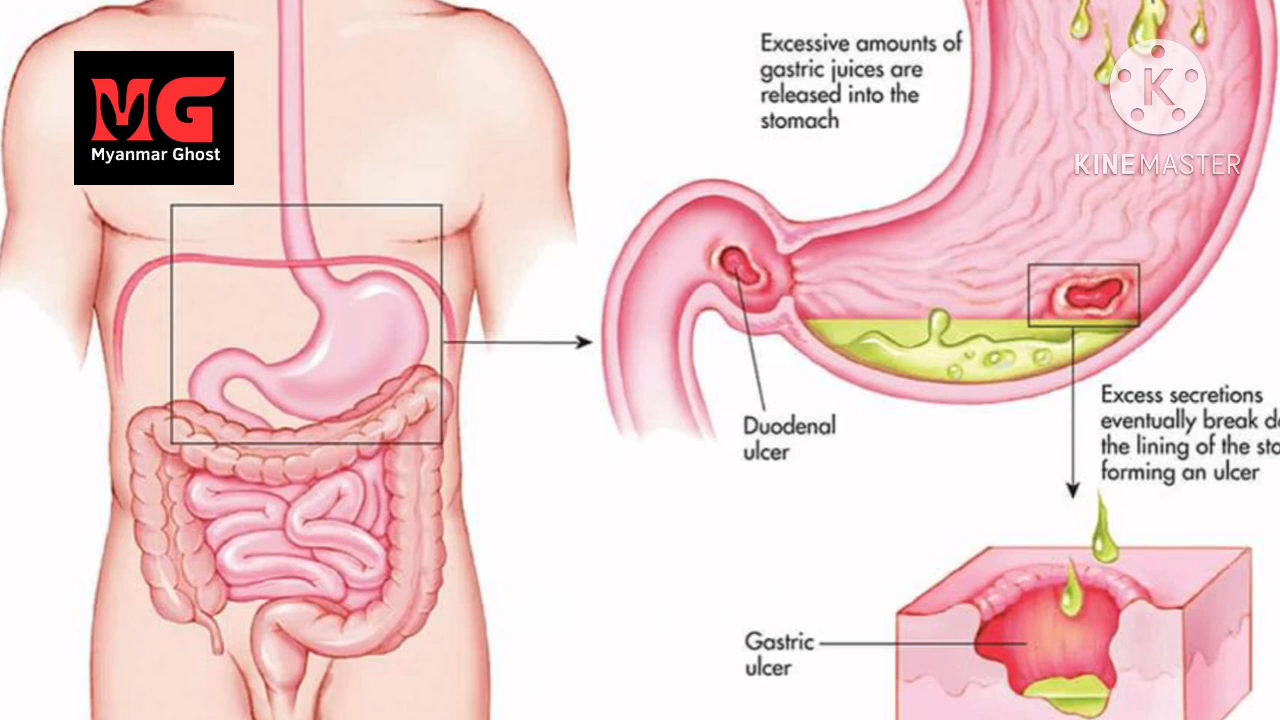 MG
Myanmar Ghost
Excessive amounts of
gastric juices are
released into the
stomach
K
KINEMASTER
Duodenal
ulcer
Excess secretions
eventually break
the lining of the
forming an ulcer
Gastric
ulcer